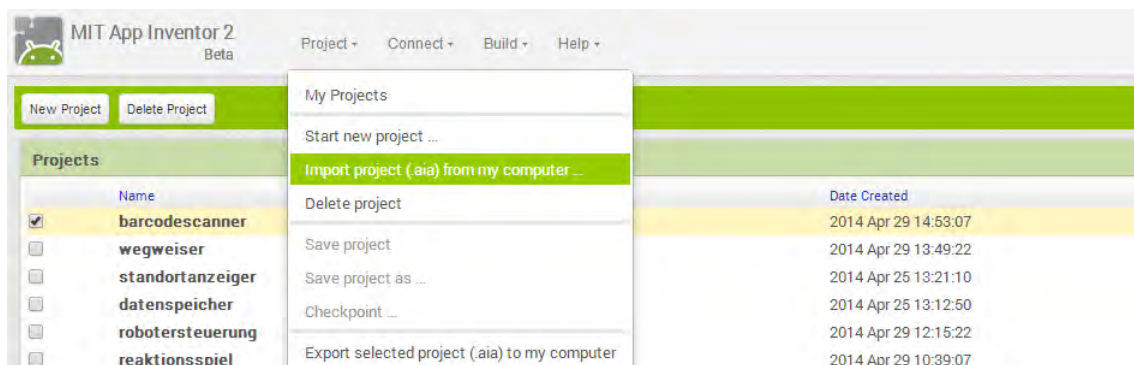 MIT App Inventor 2
Beta
Project Connect Build Help
My Projects
New Project Delete Project
Start new project ...
Projects
Import project (.aia) from my computer ...
Name Date Created
Delete project
barcodescanner 2014 Apr 29 14:53:07
wegweiser Save project 2014 Apr 29 13:49:22
standortanzeiger Save project as ... 2014 Apr 25 13:21:10
datenspeicher Checkpoint ... 2014 Apr 25 13:12:50
robotersteuerung 2014 Apr 29 12:15:22
reaktionsspiel Export selected project (.aia) to my computer 2014 Apr 29 10:39:07